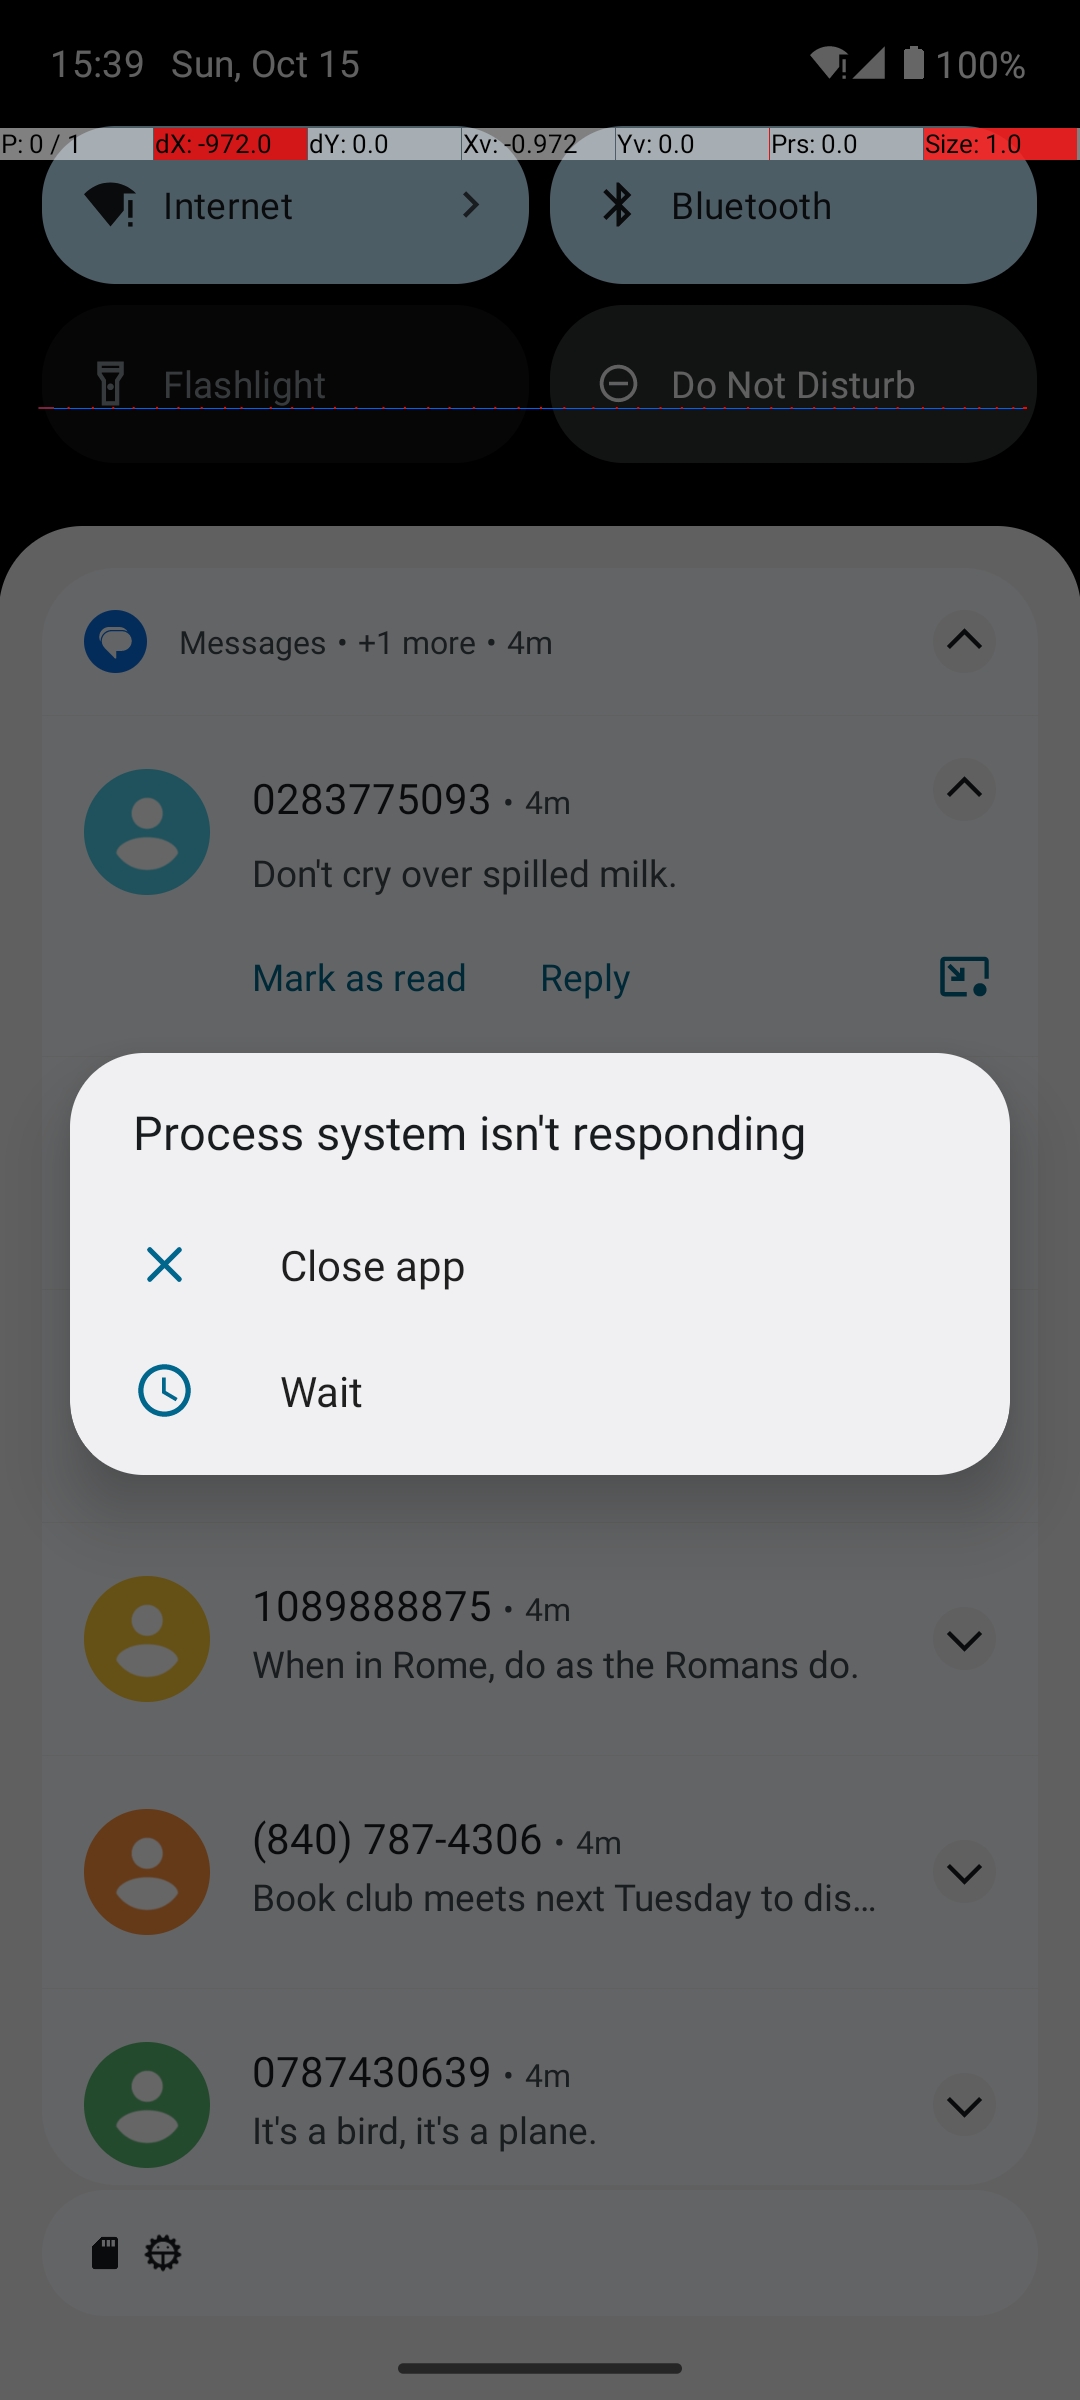 15:39 Sun, Oct 15 100%
P: 0 / 1 dX: -972.0 dY: 0.0 Xv: -0.972 Yv: 0.0 Prs: 0.0 Size: 1.0
Internet Bluetooth
Flashlight Do Not Disturb
Messages • +1 more • 4m
0283775093 • 4m
Don't cry over spilled milk.
Mark as read Reply
Process system isn't responding
Close app
Wait
1089888875 • 4m
When in Rome, do as the Romans do.
(840) 787-4306 • 4m
Book club meets next Tuesday to dis...
0787430639 • 4m
It's a bird, it's a plane.